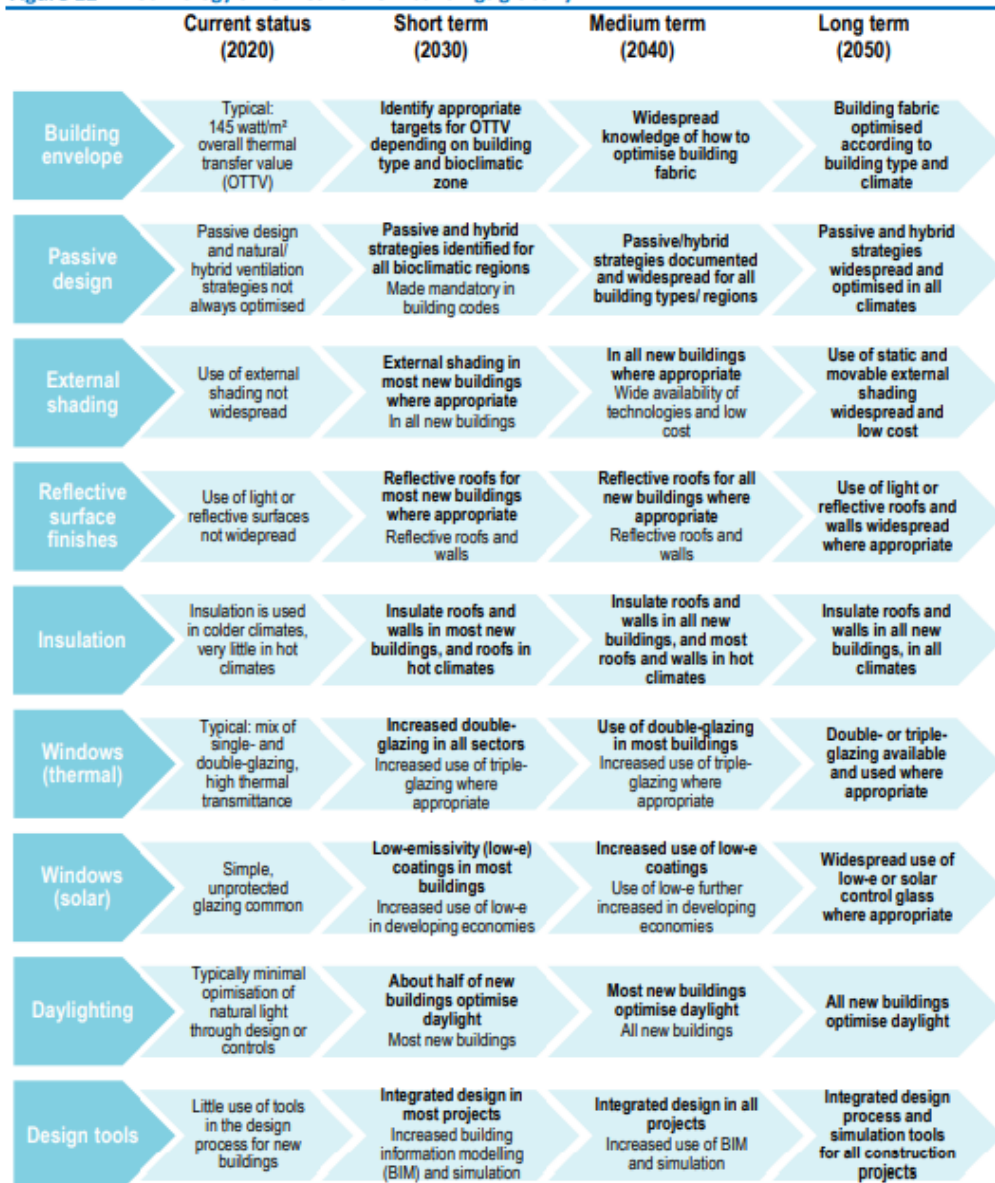 Current status
(2020)
Short term
(2030)
Medium term
(2040)
Long term
(2050)
Building
envelope
Typical:
145 watt/m²
overall thermal
transfer value
(OTTV)
Identify appropriate
targets for OTTV
depending on building
type and bioclimatic
zone
Widespread
knowledge of how to
optimise building
fabric
Building fabric
optimised
according to
building type and
climate
Passive
design
Passive design
and natural/
hybrid ventilation
strategies not
always optimised
Passive and hybrid
strategies identified for
all bioclimatic regions
Made mandatory in
building codes
Passive/hybrid
strategies documented
and widespread for all
building types/ regions
Passive and hybrid
strategies
widespread and
optimised in all
climates
External
shading
Use of external
shading not
widespread
External shading in
most new buildings
where appropriate
In all new buildings
In all new buildings
where appropriate
Wide availability of
technologies and low
cost
Use of static and
movable external
shading
widespread and
low cost
Reflective
surface
finishes
Use of light or
reflective surfaces
not widepread
Reflective roofs for
most new buildings
where appropriate
Reflective roofs and
walls
Reflective roofs for all
new buildings where
appropriate
Reflective roofs and
walls
Use of light or
reflective roofs and
walls widespread
where appropriate
Insulation
Insulation is used
in colder climates,
very little in hot
climates
Insulate roofs and
walls in most new
buildings, and roofs in
hot climates
Insulate roofs and
walls in all new
buildings, and most
roofs and walls in hot
climates
Insulate roofs and
walls in all new
buildings, in all
climates
Windows
(thermal)
Typical: mix of
single- and
double-glazing,
high thermal
transmittance
Increased double-
glazing in all sectors
Increased use of triple-
glazing where
appropriate
Use of double-glazing
in most buildings
Increased use of triple-
glazing where
appropriate
Double- or triple-
glazing available
and used where
appropriate
Windows
(solar)
Simple,
unprotected
glazing common
Low-emissivity (low-e)
coatings in most
buildings
Increased use of low-e
in developing economies
Increased use of low-e
coatings
Use of low-e further
increased in developing
economies
Widespread use of
low-e or solar
control glass
where appropriate
Daylighting
Typically minimal
opimisation of
natural light
through design or
controls
About half of new
buildings optimise
daylight
Most new buildings
Most new buildings
optimise daylight
All new buildings
All new buildings
optimise daylight
Design tools
Little use of tools
in the design
process for new
buildings
Integrated design in
most projects
Increased building
information modelling
(BIM) and simulation
Integrated design in all
projects
Increased use of BIM
and simulation
Integrated design
process and
simulation tools
for all construction
projects